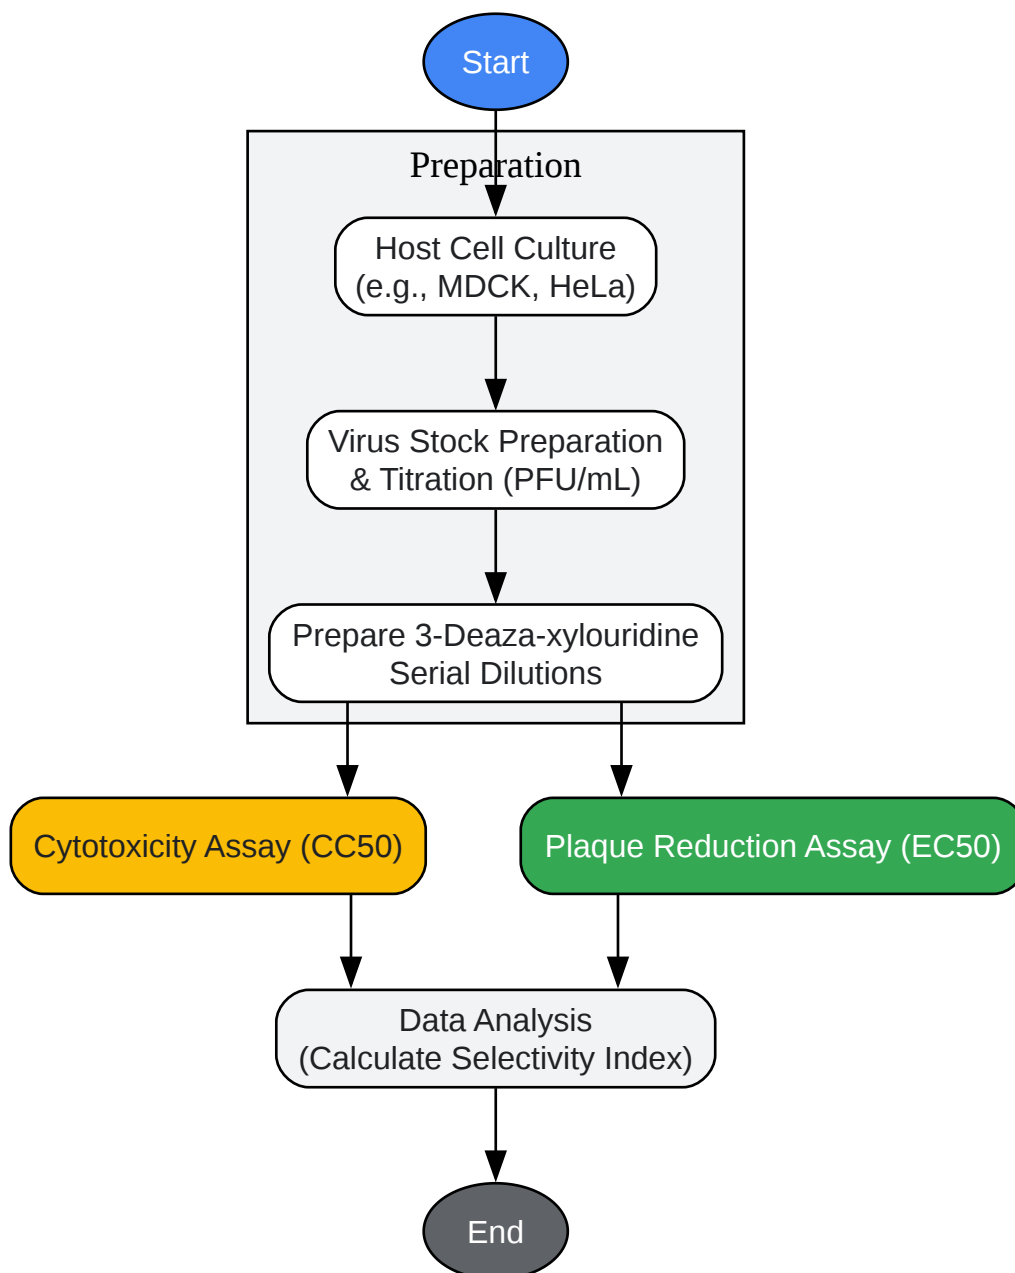 Start
Preparation
Host Cell Culture
(e.g., MDCK, HeLa)
Virus Stock Preparation
& Titration (PFU/mL)
Prepare 3-Deaza-xylouridine
Serial Dilutions
Cytotoxicity Assay (CC50)
Plaque Reduction Assay (EC50)
Data Analysis
(Calculate Selectivity Index)
End